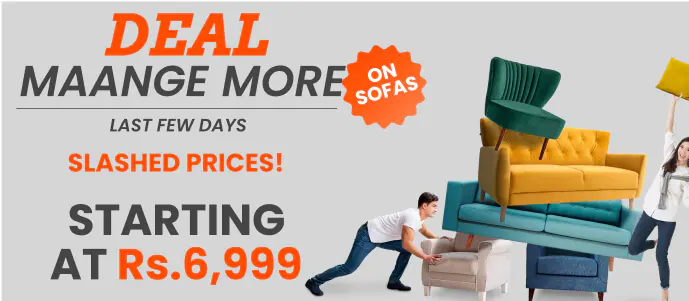 DEAL
MAANGE MORE
ON
SOFAS
LAST FEW DAYS
SLASHED PRICES!
STARTING
AT Rs.6,999